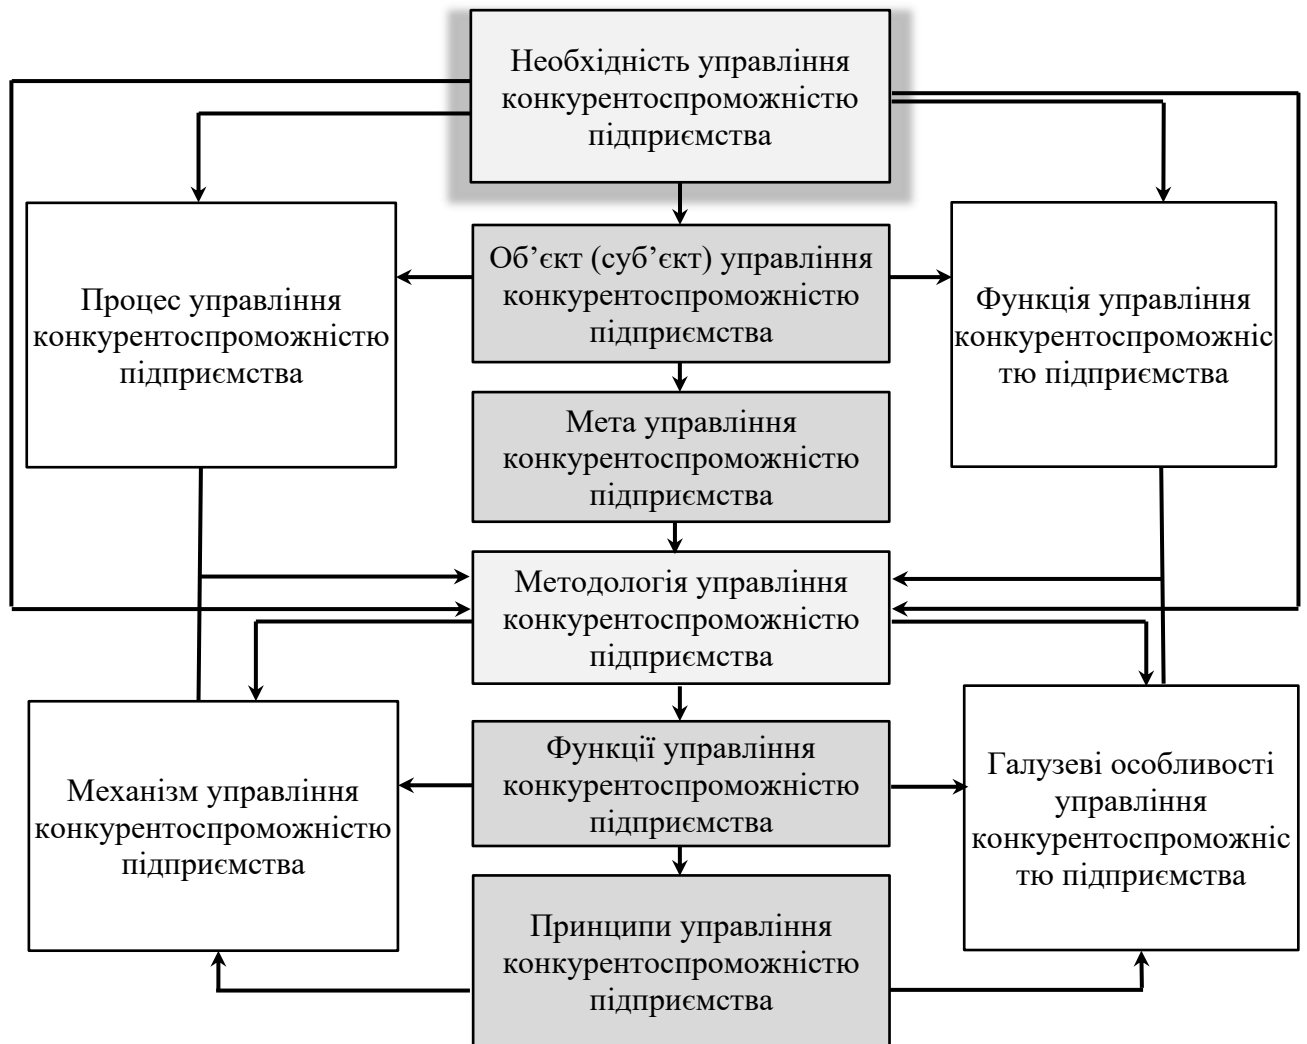 Необхідність управління
конкурентоспроможністю
підприємства
Об’єкт (суб’єкт) управління
конкурентоспроможністю
підприємства
Процес управління
конкурентоспроможністю
підприємства
Функція управління
конкурентоспроможніс
тю підприємства
Мета управління
конкурентоспроможністю
підприємства
Методологія управління
конкурентоспроможністю
підприємства
Функції управління
конкурентоспроможністю
підприємства
Механізм управління
конкурентоспроможністю
підприємства
Галузеві особливості
управління
конкурентоспроможніс
тю підприємства
Принципи управління
конкурентоспроможністю
підприємства